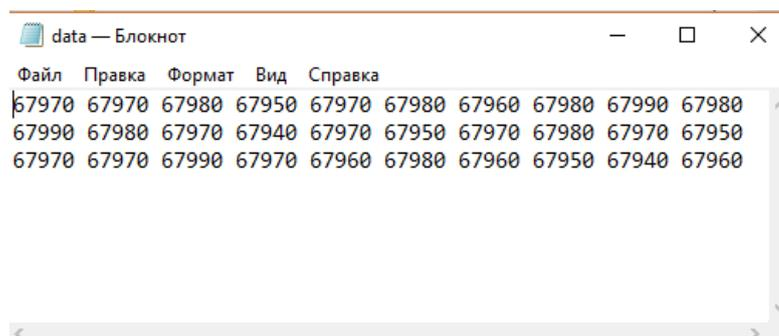 data — Блокнот
Файл Правка Формат Вид Справка
67970 67970 67980 67950 67970 67980 67960 67980 67990 67980
67990 67980 67970 67940 67970 67950 67970 67980 67970 67950
67970 67970 67990 67970 67960 67980 67960 67950 67940 67960